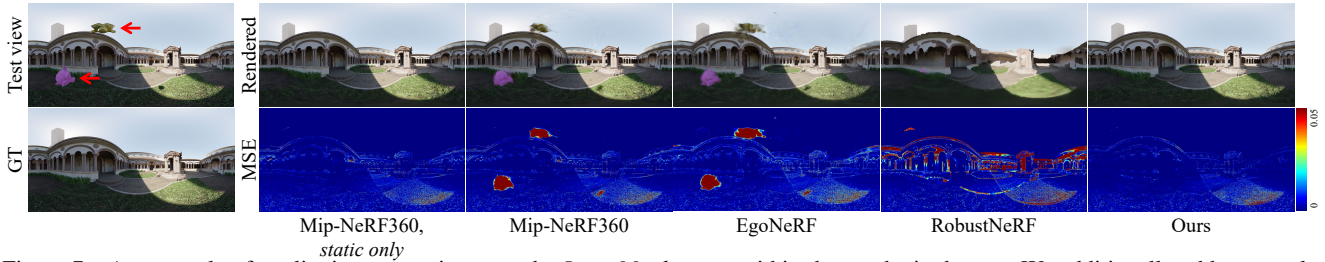 Test view
Rendered
GT
MSE
0.05
0
Mip-NeRF360,
static only
Mip-NeRF360
EgoNeRF
RobustNeRF
Ours